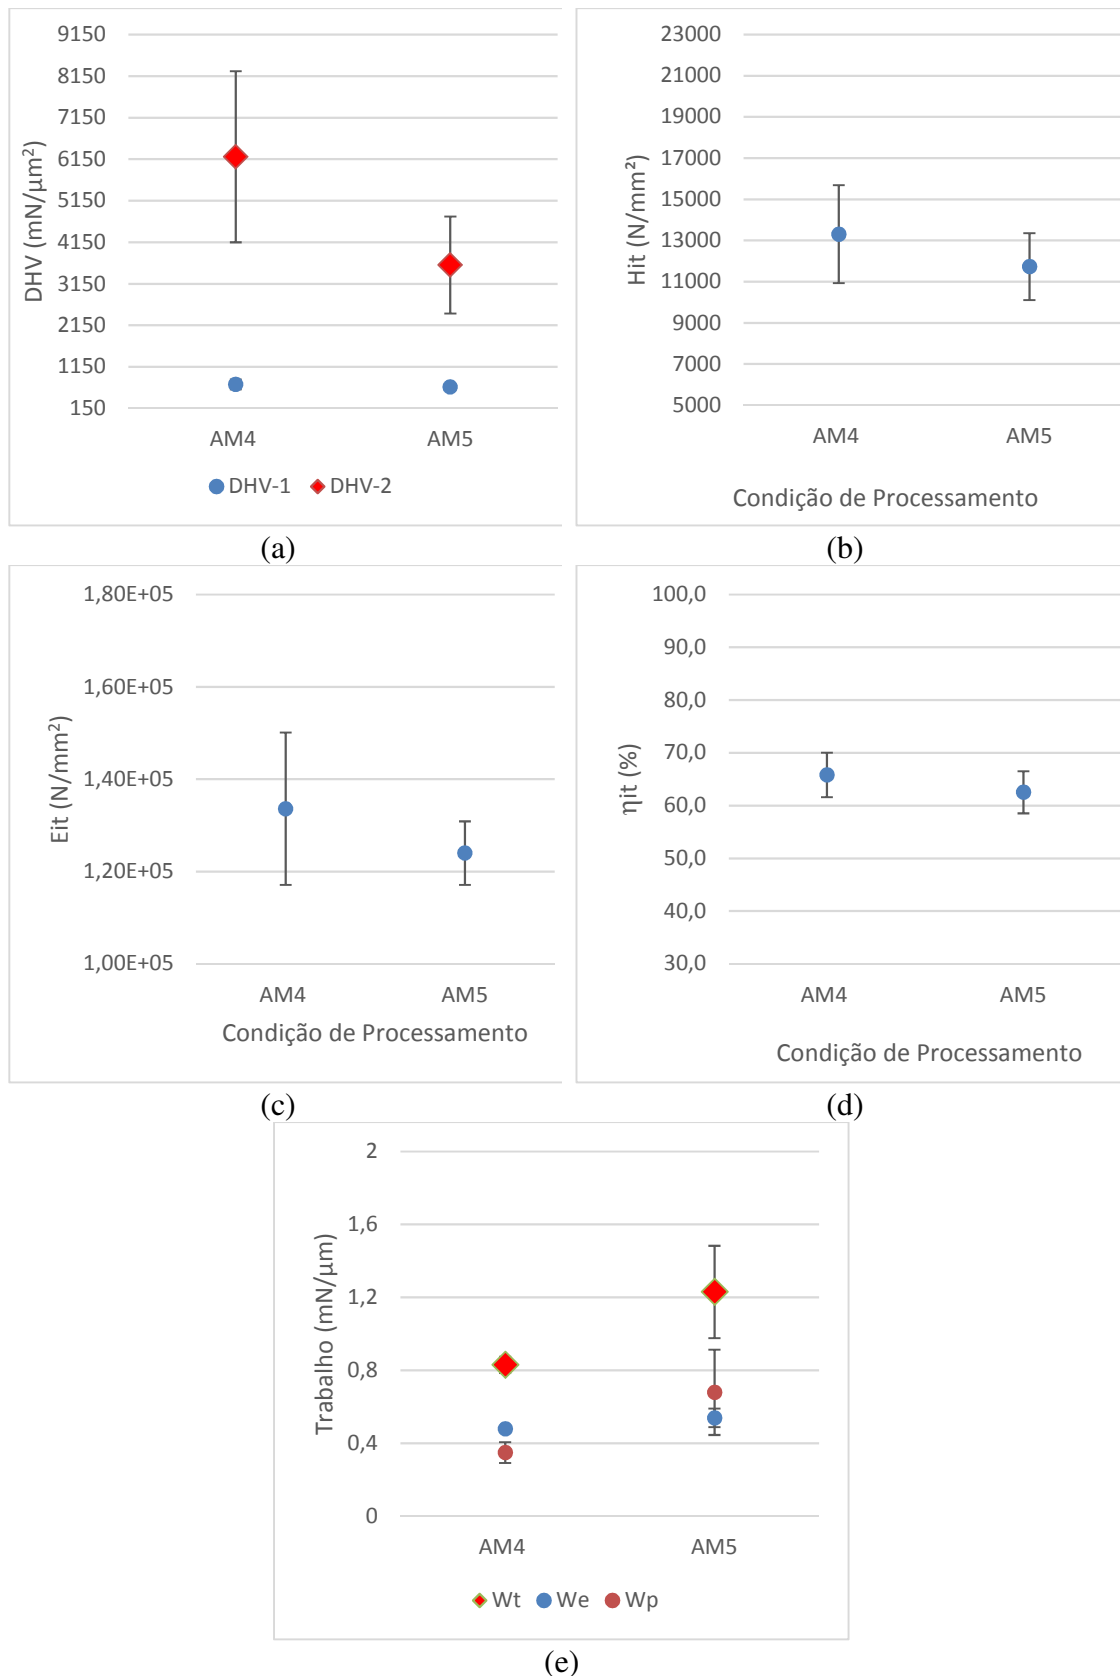 9150
8150
7150
6150
5150
4150
3150
2150
1150
150
DHV (mN/µm²)
AM4 AM5
DHV-1 DHV-2
(a)
23000
21000
19000
17000
15000
13000
11000
9000
7000
5000
Hit (N/mm²)
AM4 AM5
Condição de Processamento
(b)
1,80E+05
1,60E+05
1,40E+05
1,20E+05
1,00E+05
Eit (N/mm²)
AM4 AM5
Condição de Processamento
(c)
100,0
90,0
80,0
70,0
60,0
50,0
40,0
30,0
ηit (%)
AM4 AM5
Condição de Processamento
(d)
2
1,6
1,2
0,8
0,4
0
Trabalho (mN/µm)
AM4 AM5
Wt We Wp
(e)